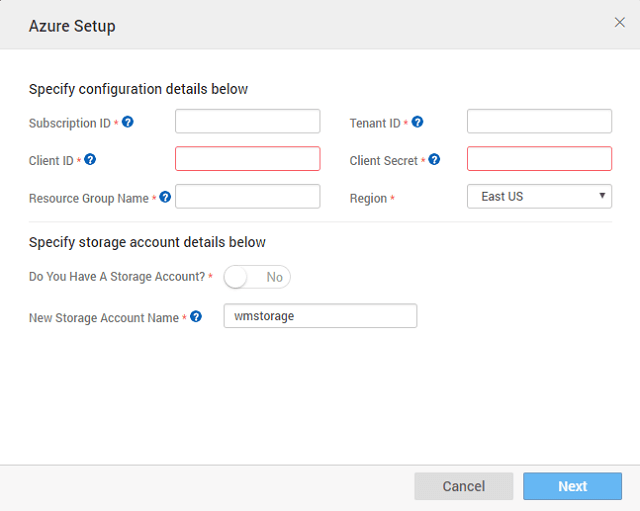 Azure Setup
Specify configuration details below
Subscription ID * ?
Tenant ID * ?
Client ID * ?
Client Secret * ?
Resource Group Name * ?
Region * East US
Specify storage account details below
Do You Have A Storage Account? * No
New Storage Account Name * ? wmstorage
Cancel
Next